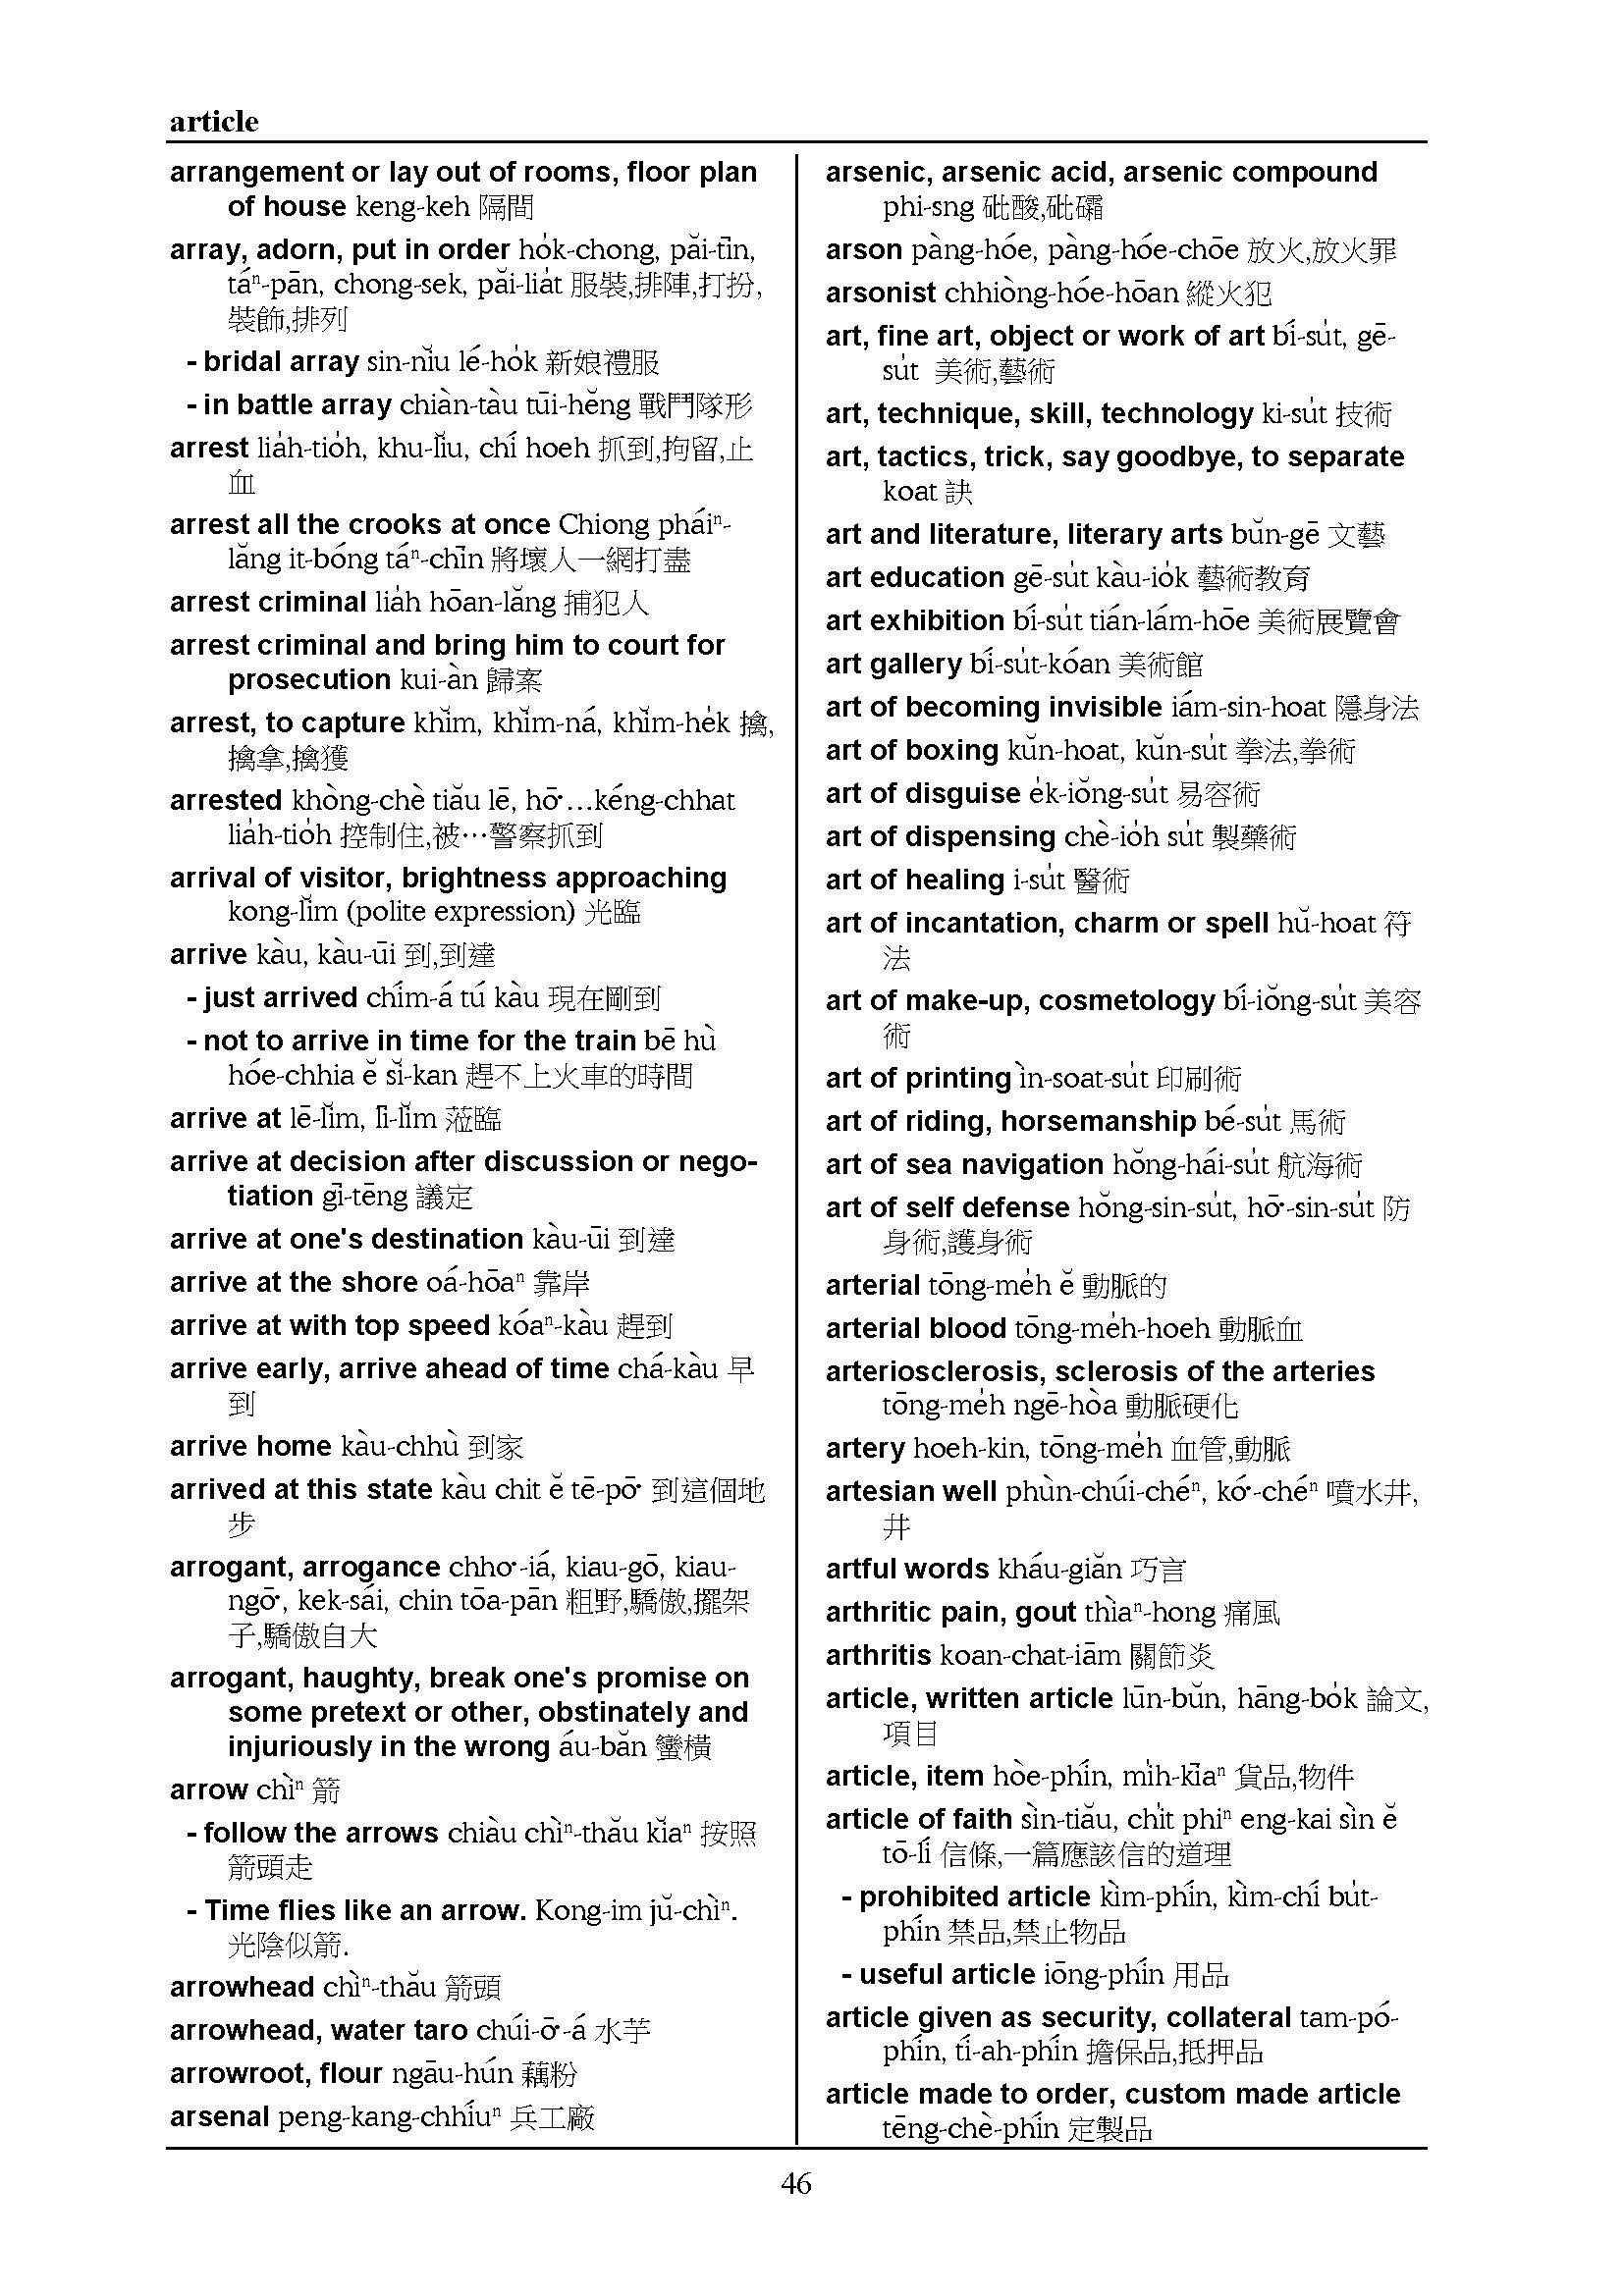 article
arrangement or lay out of rooms, floor plan
of house keng-keh 隔間
array, adorn, put in order ho̍k-chong, păi-tīn,
táⁿ-pān, chong-sek, păi-lia̍t 服裝,排陣,打扮,
裝飾,排列
- bridal array sin-nĭu lé-ho̍k 新娘禮服
- in battle array chiàn-tàu tūi-hĕng 戰鬥隊形
arrest lia̍h-tio̍h, khu-lĭu, chí hoeh 抓到,拘留,止
血
arrest all the crooks at once Chiong pháiⁿ-
lăng it-bóng táⁿ-chīn 將壞人一網打盡
arrest criminal lia̍h hōan-lăng 捕犯人
arrest criminal and bring him to court for
prosecution kui-àn 歸案
arrest, to capture khĭm, khĭm-ná, khĭm-he̍k 擒,
擒拿,擒獲
arrested khòng-chè tiău lē, hō͘ …kéng-chhat
lia̍h-tio̍h 控制住,被…警察抓到
arrival of visitor, brightness approaching
kong-lĭm (polite expression) 光臨
arrive kàu, kàu-ūi 到,到達
- just arrived chím-á tú kàu 現在剛到
- not to arrive in time for the train bē hù
hóe-chhia ĕ sĭ-kan 趕不上火車的時間
arrive at lē-lĭm, lī-lĭm 蒞臨
arrive at decision after discussion or nego-
tiation gī-tēng 議定
arrive at one's destination kàu-ūi 到達
arrive at the shore oá-hōaⁿ 靠岸
arrive at with top speed kóaⁿ-kàu 趕到
arrive early, arrive ahead of time chá-kàu 早
到
arrive home kàu-chhù 到家
arrived at this state kàu chit ĕ tē-pō͘ 到這個地
步
arrogant, arrogance chho͘-iá, kiau-gō, kiau-
ngō͘, kek-sái, chin tōa-pān 粗野,驕傲,擺架
子,驕傲自大
arrogant, haughty, break one's promise on
some pretext or other, obstinately and
injuriously in the wrong áu-băn 蠻橫
arrow chìⁿ 箭
- follow the arrows chiàu chìⁿ-thău kĭaⁿ 按照
箭頭走
- Time flies like an arrow. Kong-im jŭ-chìⁿ.
光陰似箭.
arrowhead chìⁿ-thău 箭頭
arrowhead, water taro chúi-ō͘-á 水芋
arrowroot, flour ngāu-hún 藕粉
arsenal peng-kang-chhíuⁿ 兵工廠
arsenic, arsenic acid, arsenic compound
phi-sng 砒酸,砒礵
arson pàng-hóe, pàng-hóe-chōe 放火,放火罪
arsonist chhiòng-hóe-hōan 縱火犯
art, fine art, object or work of art bí-su̍t, gē-
su̍t 美術,藝術
art, technique, skill, technology ki-su̍t 技術
art, tactics, trick, say goodbye, to separate
koat 訣
art and literature, literary arts bŭn-gē 文藝
art education gē-su̍t kàu-io̍k 藝術教育
art exhibition bí-su̍t tián-lám-hōe 美術展覽會
art gallery bí-su̍t-kóan 美術館
art of becoming invisible iám-sin-hoat 隱身法
art of boxing kŭn-hoat, kŭn-su̍t 拳法,拳術
art of disguise e̍k-iŏng-su̍t 易容術
art of dispensing chè-io̍h su̍t 製藥術
art of healing i-su̍t 醫術
art of incantation, charm or spell hŭ-hoat 符
法
art of make-up, cosmetology bí-iŏng-su̍t 美容
術
art of printing ìn-soat-su̍t 印刷術
art of riding, horsemanship bé-su̍t 馬術
art of sea navigation hŏng-hái-su̍t 航海術
art of self defense hŏng-sin-su̍t, hō͘-sin-su̍t 防
身術,護身術
arterial tōng-me̍h ĕ 動脈的
arterial blood tōng-me̍h-hoeh 動脈血
arteriosclerosis, sclerosis of the arteries
tōng-me̍h ngē-hòa 動脈硬化
artery hoeh-kin, tōng-me̍h 血管,動脈
artesian well phùn-chúi-chéⁿ, kó͘-chéⁿ 噴水井,
井
artful words kháu-giăn 巧言
arthritic pain, gout thìaⁿ-hong 痛風
arthritis koan-chat-iām 關節炎
article, written article lūn-bŭn, hāng-bo̍k 論文,
項目
article, item hòe-phín, mi̍h-kīaⁿ 貨品,物件
article of faith sìn-tiău, chi̍t phiⁿ eng-kai sìn ĕ
tō-lí 信條,一篇應該信的道理
- prohibited article kìm-phín, kìm-chí bu̍t-
phín 禁品,禁止物品
- useful article iōng-phín 用品
article given as security, collateral tam-pó-
phín, tí-ah-phín 擔保品,抵押品
article made to order, custom made article
tēng-chè-phín 定製品
46